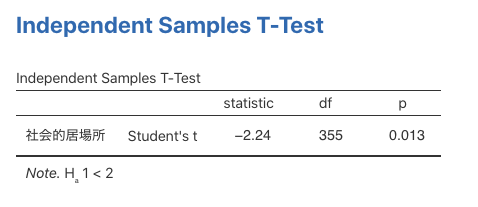 Independent Samples T-Test
Independent Samples T-Test
statistic df p
社会的居場所 Student's t −2.24 355 0.013
Note. Hₐ 1 < 2